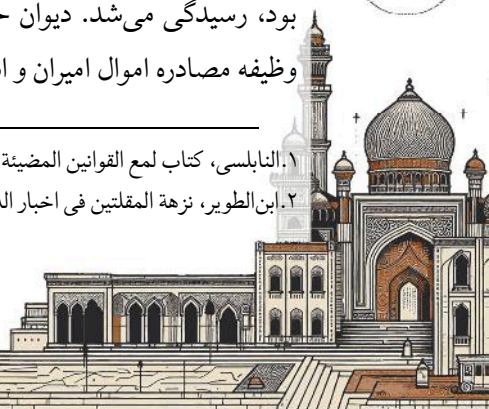 بود، رسیدگی می‌شد. دیوان
وظیفه مصادره اموال امیران و
۱.النابلسی، کتاب لمع القوانین المضیئة
۲.ابن‌الطویر، نزهة المقلتین فی اخبار